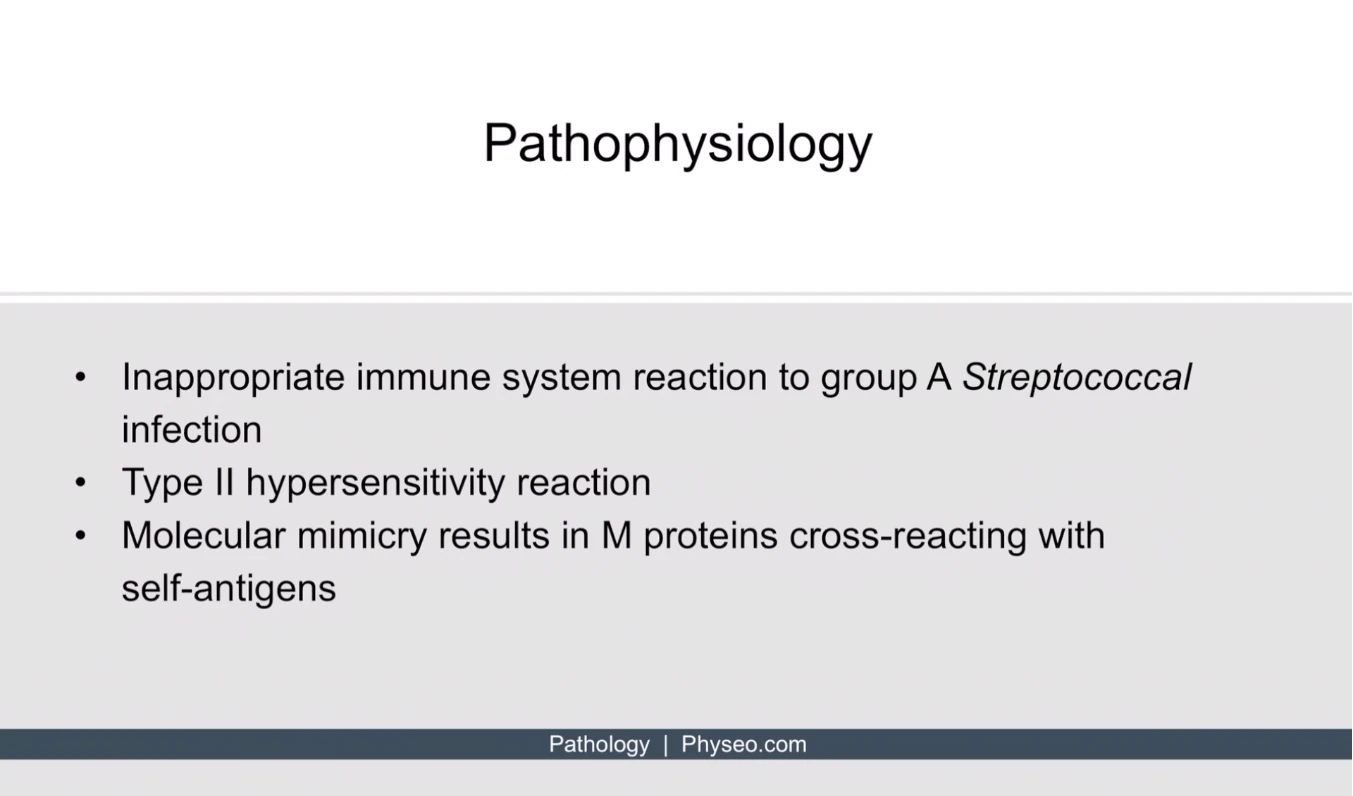 Pathophysiology
• Inappropriate immune system reaction to group A Streptococcal
infection
• Type II hypersensitivity reaction
• Molecular mimicry results in M proteins cross-reacting with
self-antigens
Pathology | Physeo.com